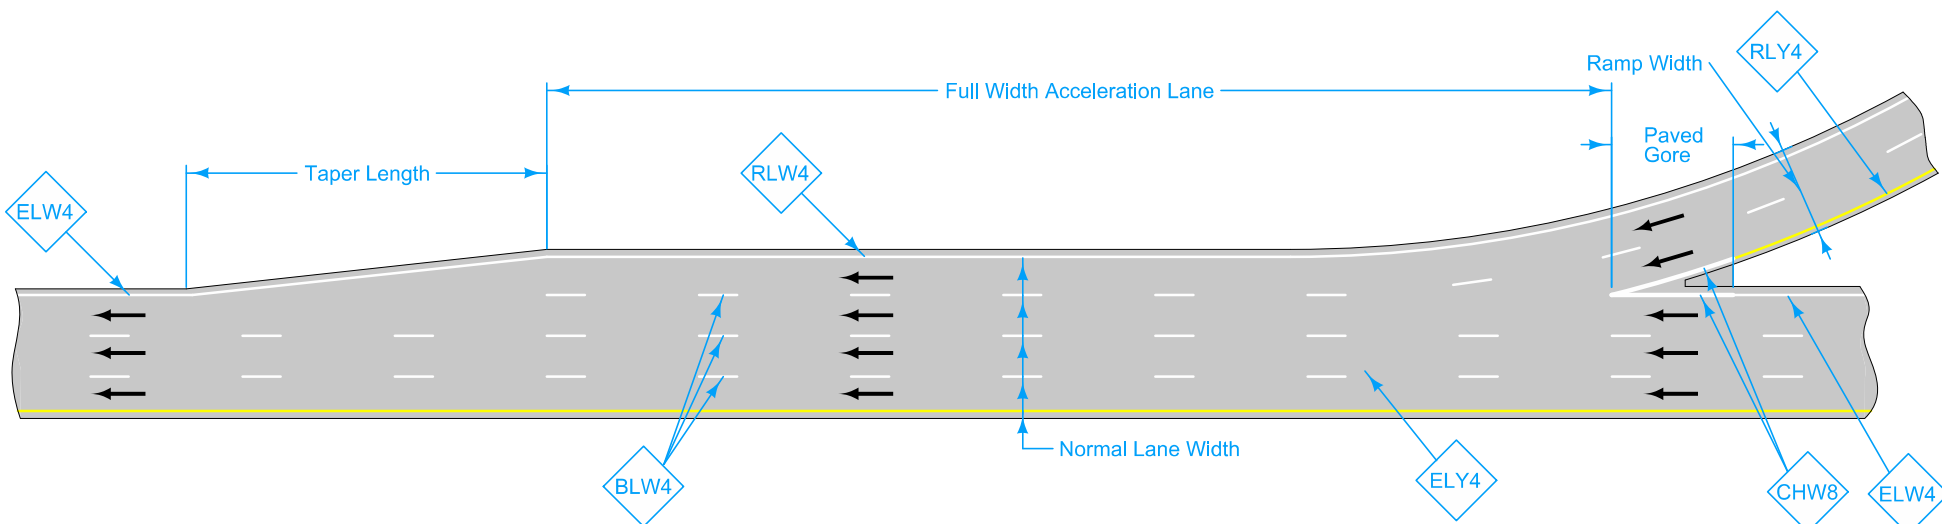 RLY4
Ramp Width
Full Width Acceleration Lane
Paved
Gore
Taper Length
RLW4
ELW4
Normal Lane Width
BLW4
ELY4
CHW8
ELW4